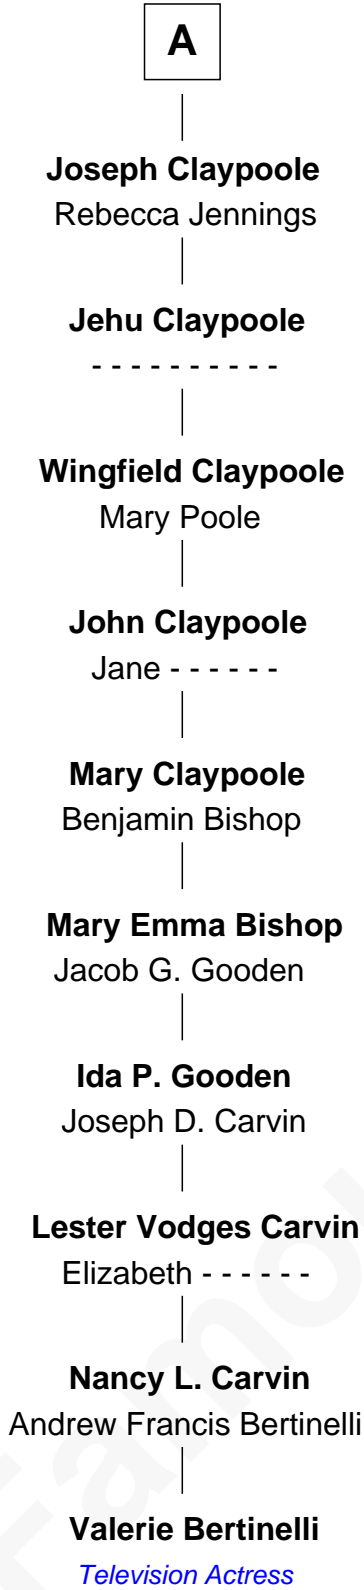 A
Joseph Claypoole
Rebecca Jennings
Jehu Claypoole
- - - - - - - - - -
Wingfield Claypoole
Mary Poole
John Claypoole
Jane - - - - - -
Mary Claypoole
Benjamin Bishop
Mary Emma Bishop
Jacob G. Gooden
Ida P. Gooden
Joseph D. Carvin
Lester Vodges Carvin
Elizabeth - - - - - -
Nancy L. Carvin
Andrew Francis Bertinelli
Valerie Bertinelli
Television Actress
Famo